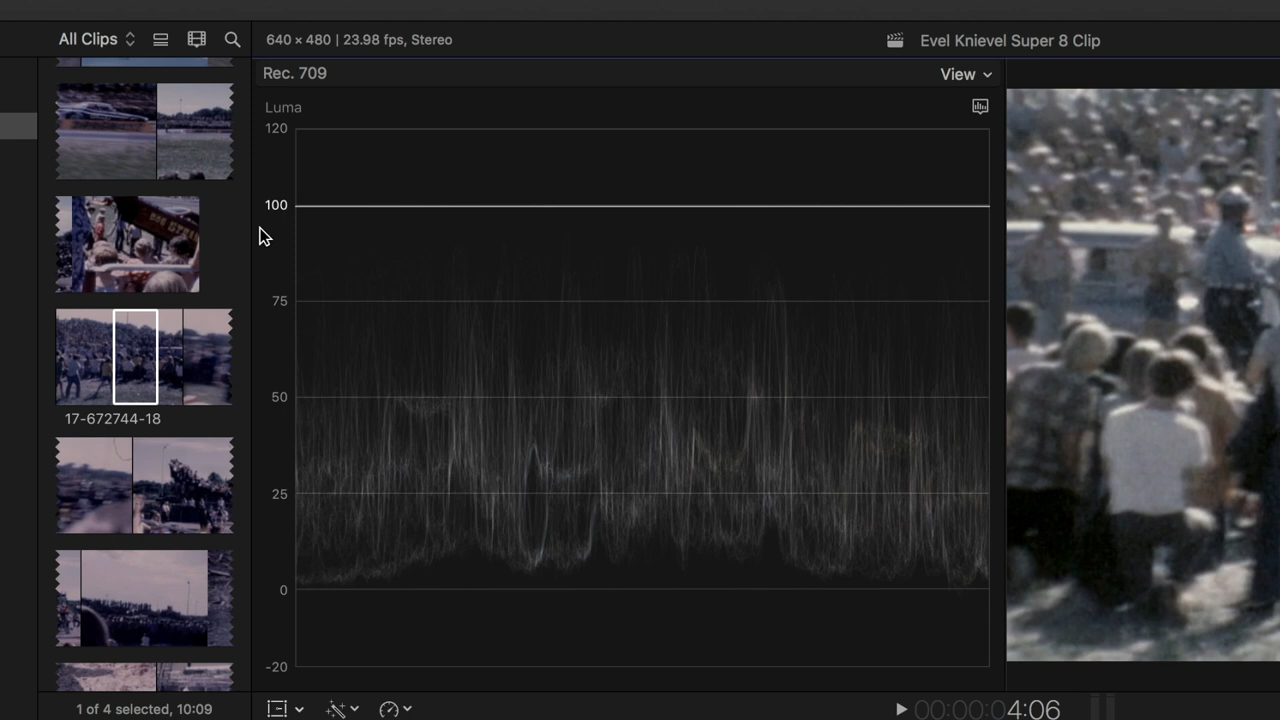 All Clips
640 × 480 | 23.98 fps, Stereo
Evel Knievel Super 8 Clip
Rec. 709
View
Luma
120
100
75
50
25
0
-20
17-672744-18
1 of 4 selected, 10:09
00:00:04:06